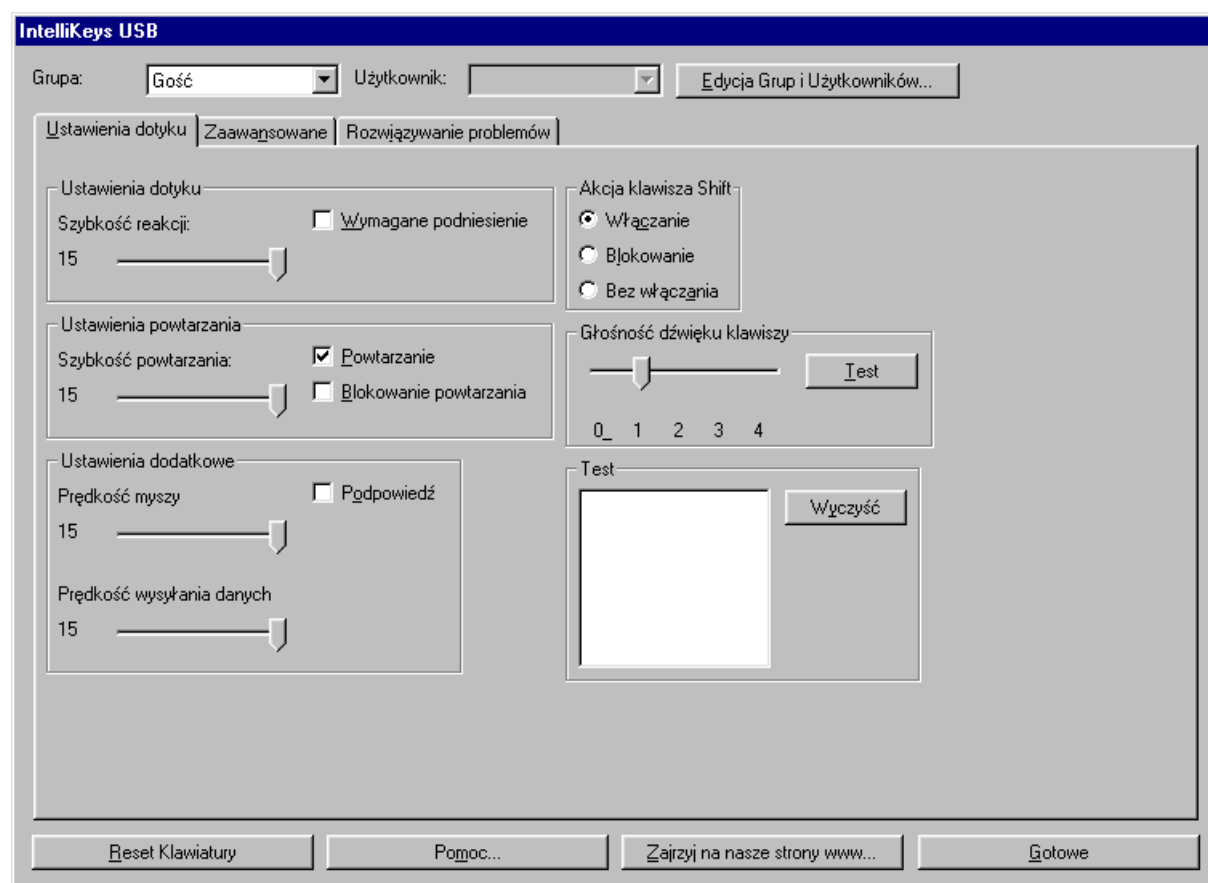 IntelliKeys USB
Grupa: Gość Użytkownik: Edycja Grup i Użytkowników...
Ustawienia dotyku Zaawansowane Rozwiązywanie problemów
Ustawienia dotyku
Szybkość reakcji: Wymagane podniesienie
15
Akcja klawisza Shift
Włączanie
Blokowanie
Bez włączania
Ustawienia powtarzania
Szybkość powtarzania: Powtarzanie
15 Blokowanie powtarzania
Głośność dźwięku klawiszy
Test
0_ 1 2 3 4
Ustawienia dodatkowe
Prędkość myszy Podpowiedź
15
Prędkość wysyłania danych
15
Test
Wyczyść
Reset Klawiatury Pomoc... Zajrzyj na nasze strony www... Gotowe